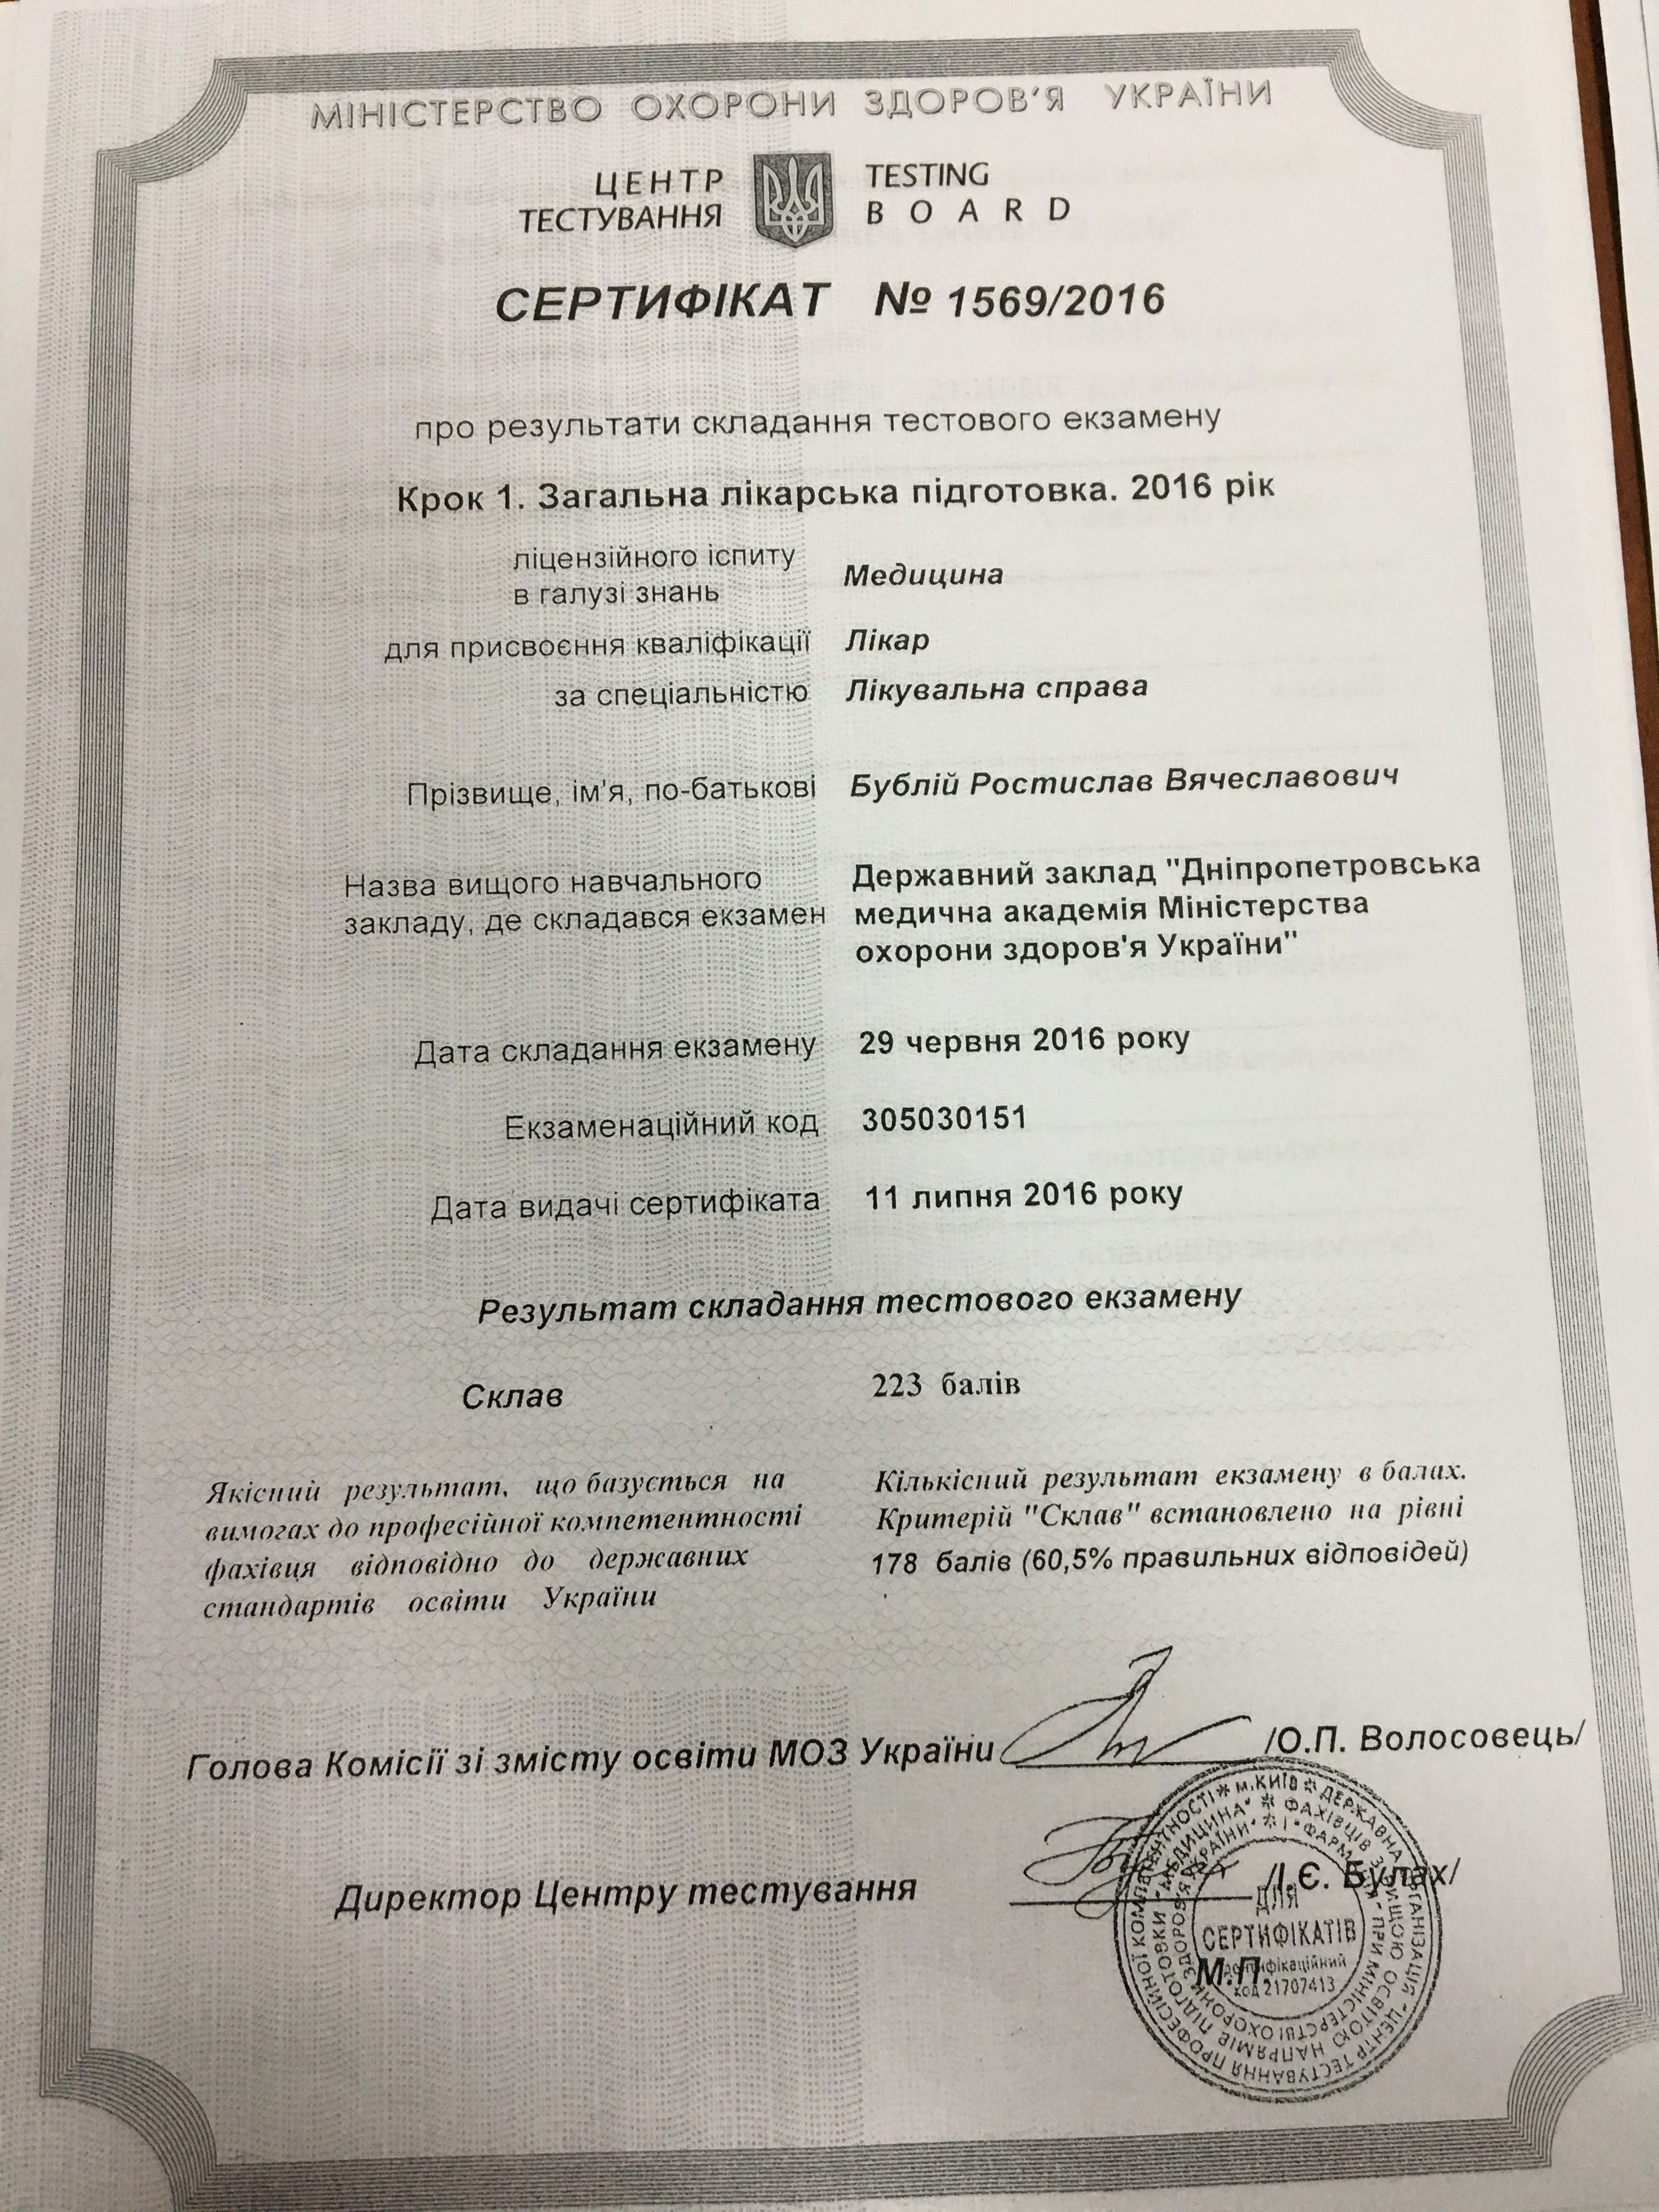 МІНІСТЕРСТВО ОХОРОНИ ЗДОРОВ'Я УКРАЇНИ
ЦЕНТР ТЕСТУВАННЯ
TESTING BOARD
СЕРТИФІКАТ № 1569/2016
про результати складання тестового екзамену
Крок 1. Загальна лікарська підготовка. 2016 рік
ліцензійного іспиту
в галузі знань Медицина
для присвоєння кваліфікації Лікар
за спеціальністю Лікувальна справа
Прізвище, ім'я, по-батькові Бублій Ростислав Вячеславович
Назва вищого навчального
закладу, де складався екзамен
Державний заклад "Дніпропетровська
медична академія Міністерства
охорони здоров'я України"
Дата складання екзамену 29 червня 2016 року
Екзаменаційний код 305030151
Дата видачі сертифіката 11 липня 2016 року
Результат складання тестового екзамену
Склав 223 балів
Якісний результат, що базується на
вимогах до професійної компетентності
фахівця відповідно до державних
стандартів освіти України
Кількісний результат екзамену в балах.
Критерій "Склав" встановлено на рівні
178 балів (60,5% правильних відповідей)
Голова Комісії зі змісту освіти МОЗ України /О.П. Волосовець/
Директор Центру тестування /І.Є. Булах/
М.П.
* м.КИЇВ * ДЕРЖАВНА ОРГАНІЗАЦІЯ "ЦЕНТР ТЕСТУВАННЯ ПРОФЕСІЙНОЇ КОМПЕТЕНТНОСТІ
* ФАХІВЦІВ З ВИЩОЮ ОСВІТОЮ НАПРЯМІВ ПІДГОТОВКИ "МЕДИЦИНА"
* І "ФАРМАЦІЯ" ПРИ МІНІСТЕРСТВІ ОХОРОНИ ЗДОРОВ'Я УКРАЇНИ"
ДЛЯ
СЕРТИФІКАТІВ
ідентифікаційний
код 21707413